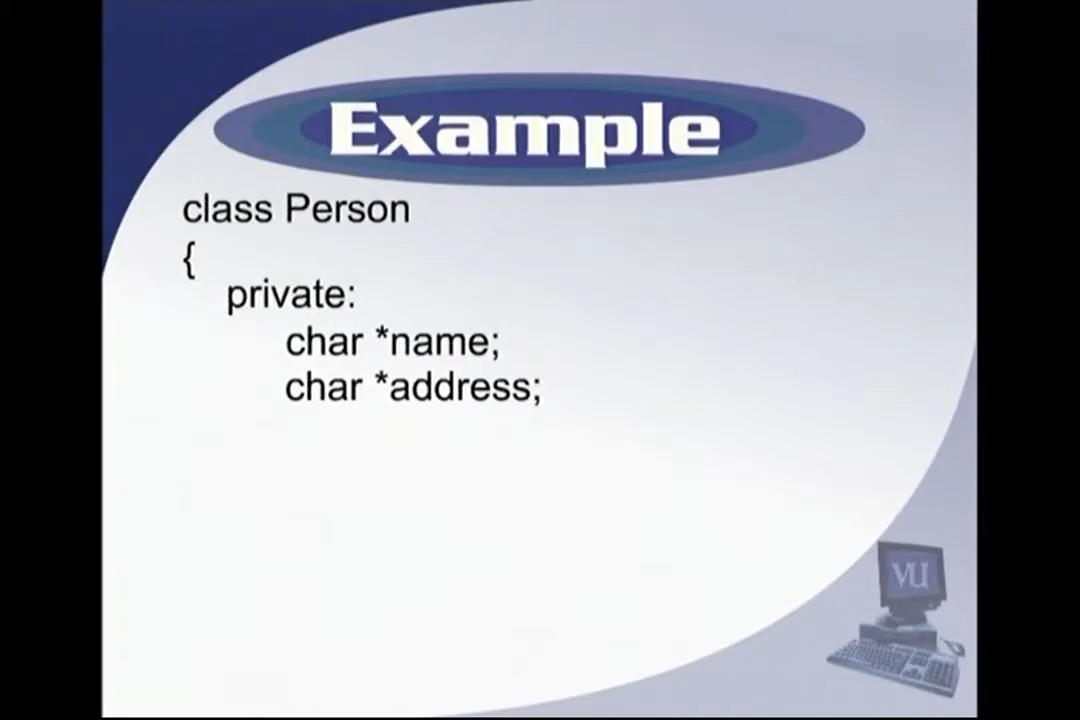 Example
class Person
{
private:
char *name;
char *address;
VU